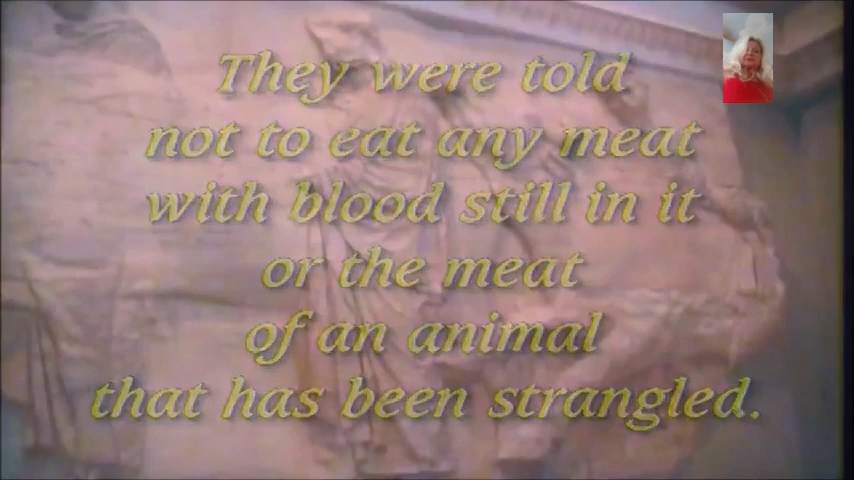 They were told
not to eat any meat
with blood still in it
or the meat
of an animal
that has been strangled.